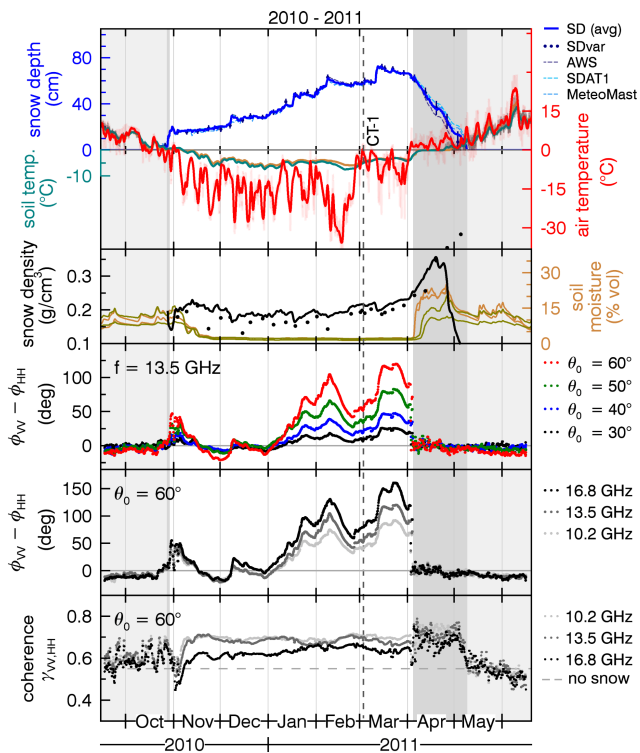 2010 - 2011
SD (avg)
SDvar
AWS
SDAT1
MeteoMast
snow depth
(cm)
80
40
0
soil temp.
(°C)
-10
CT-1
15
0
-15
-30
air temperature
(°C)
snow density
(g/cm³)
0.3
0.2
0.1
30
15
0
soil
moisture
(% vol)
f = 13.5 GHz
ϕVV − ϕHH
(deg)
100
50
0
θ0 = 60°
θ0 = 50°
θ0 = 40°
θ0 = 30°
θ0 = 60°
ϕVV − ϕHH
(deg)
150
100
50
0
16.8 GHz
13.5 GHz
10.2 GHz
θ0 = 60°
coherence
γVV,HH
0.8
0.6
0.4
10.2 GHz
13.5 GHz
16.8 GHz
no snow
Oct Nov Dec Jan Feb Mar Apr May
2010 2011